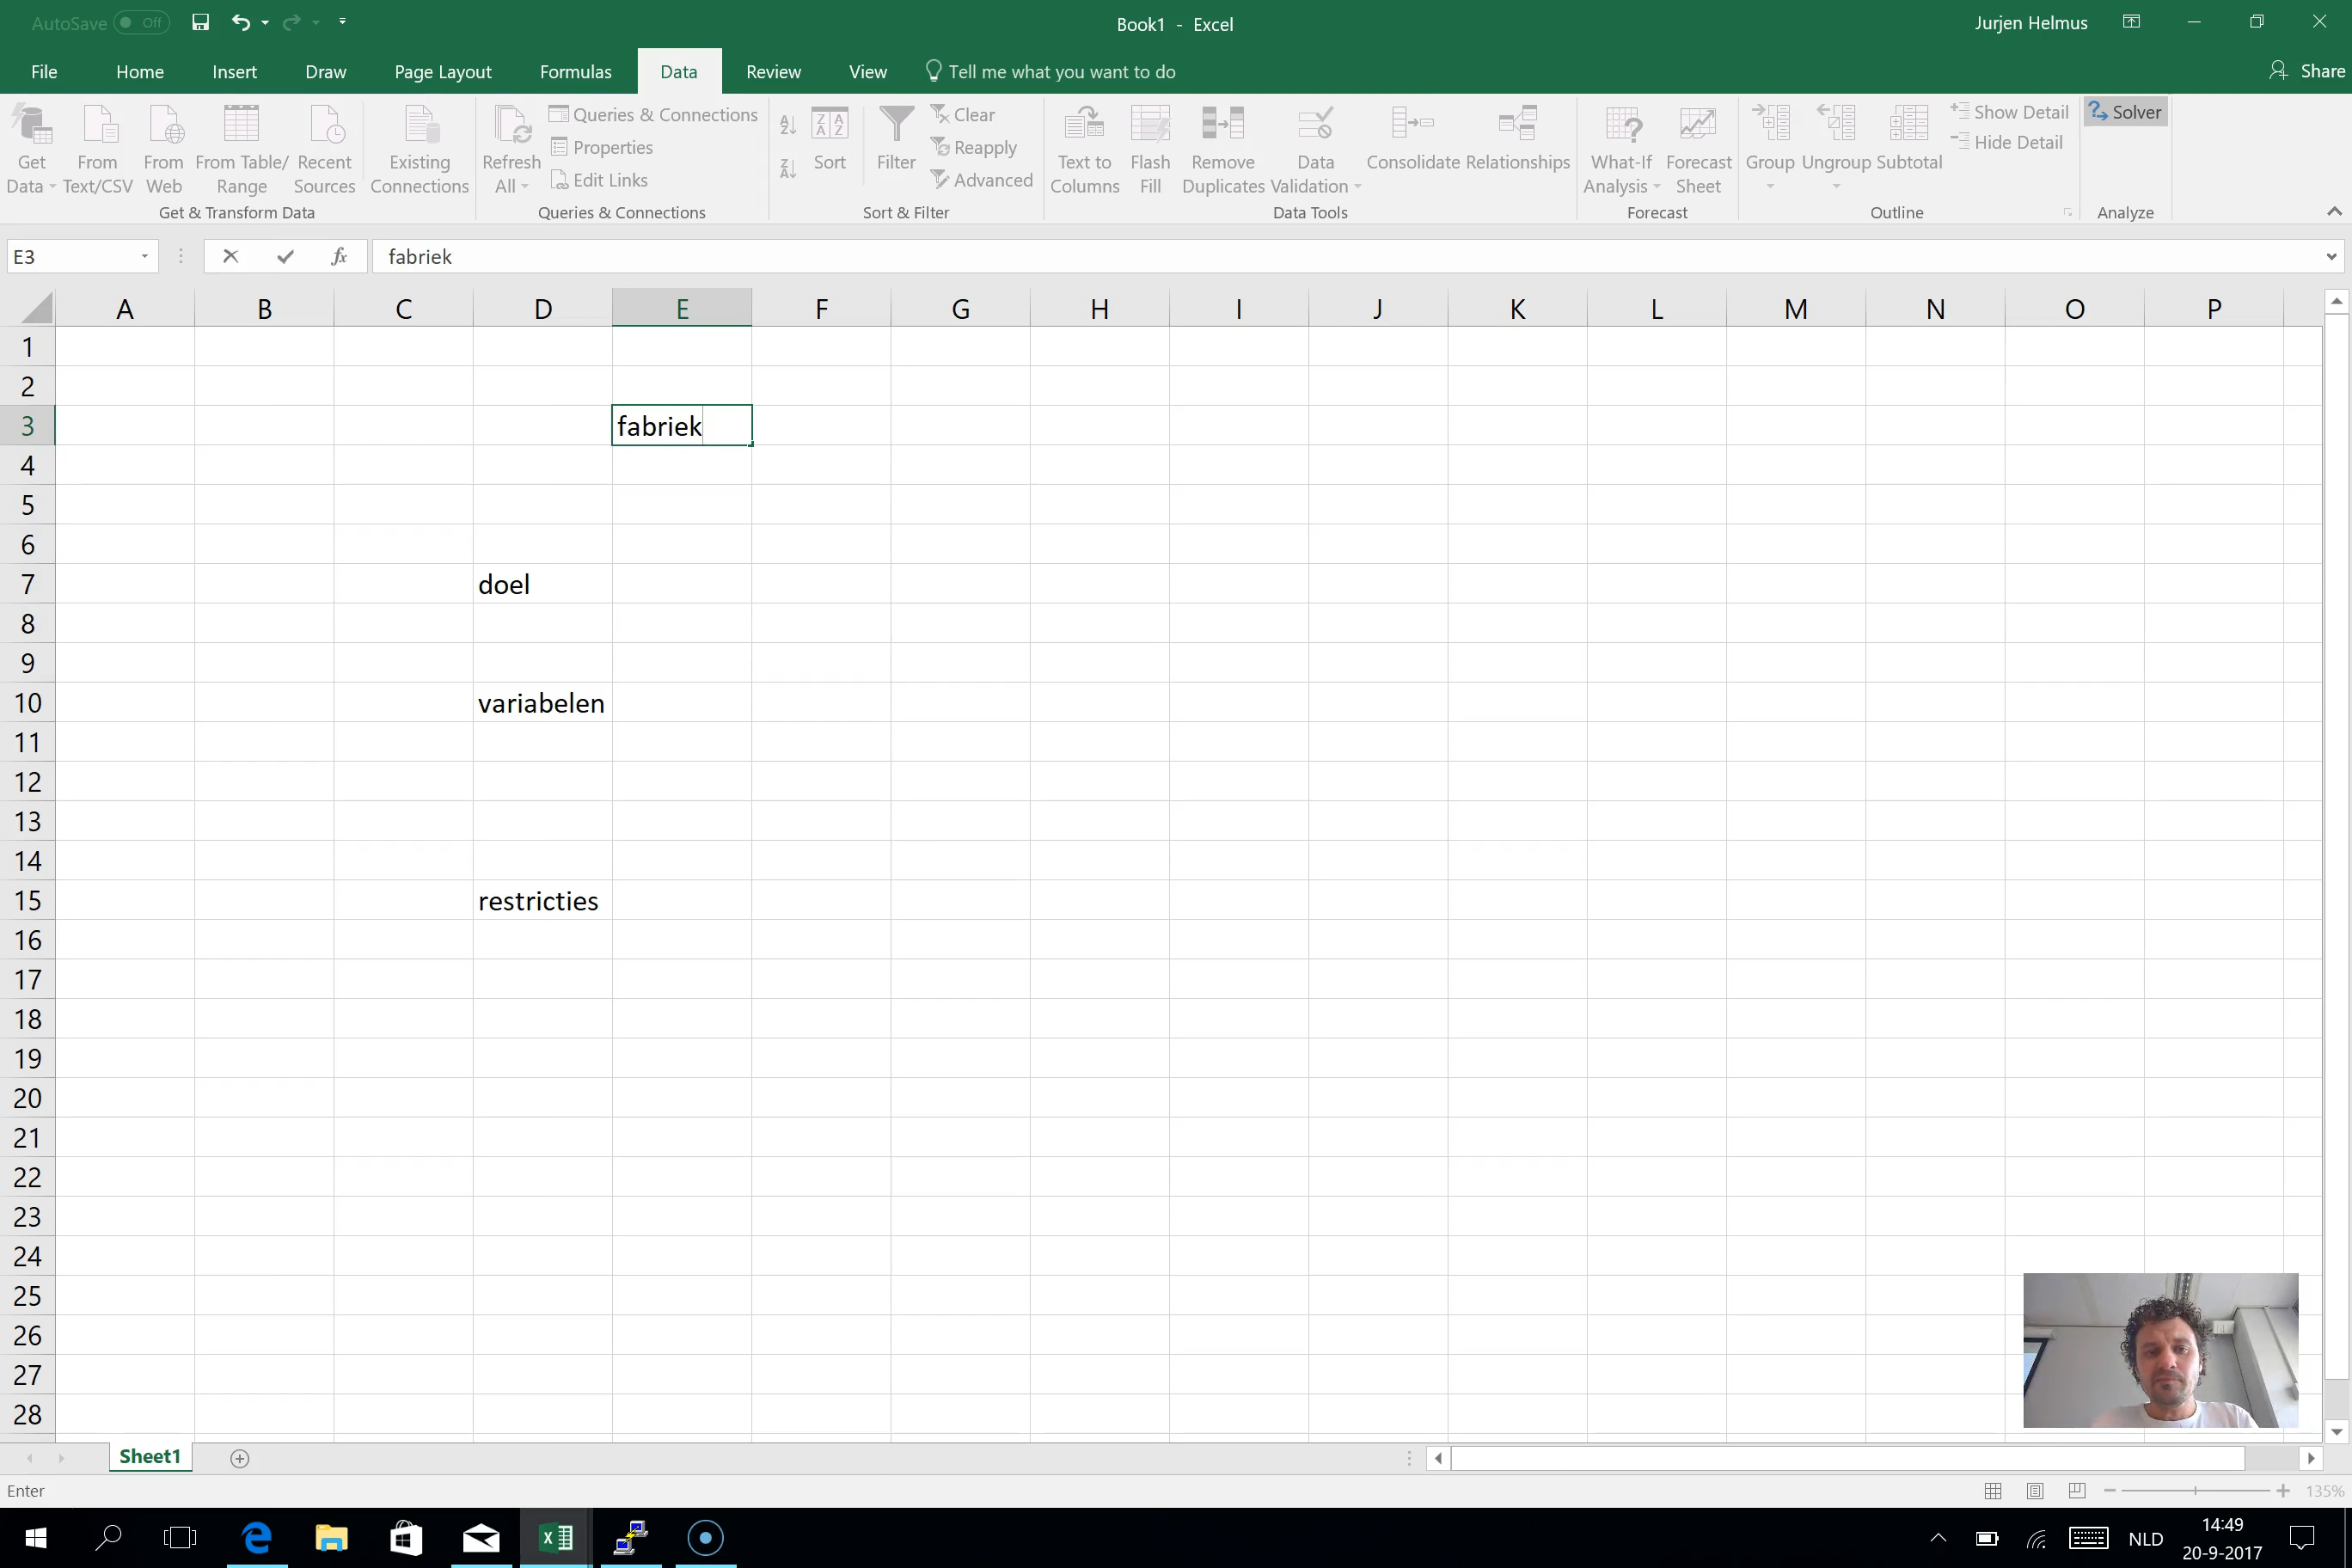 AutoSave Off
Book1 - Excel
Jurjen Helmus
File Home Insert Draw Page Layout Formulas Data Review View Tell me what you want to do Share
Get Data
From Text/CSV
From Web
From Table/ Range
Recent Sources
Existing Connections
Get & Transform Data
Refresh All
Queries & Connections
Properties
Edit Links
Queries & Connections
Sort
Filter
Clear
Reapply
Advanced
Sort & Filter
Text to Columns
Flash Fill
Remove Duplicates
Data Validation
Consolidate
Relationships
Data Tools
What-If Analysis
Forecast Sheet
Forecast
Group
Ungroup
Subtotal
Show Detail
Hide Detail
Outline
Solver
Analyze
E3 fx fabriek
A B C D E F G H I J K L M N O P
1
2
3 fabriek
4
5
6
7 doel
8
9
10 variabelen
11
12
13
14
15 restricties
16
17
18
19
20
21
22
23
24
25
26
27
28
Sheet1
Enter
135%
NLD
14:49
20-9-2017